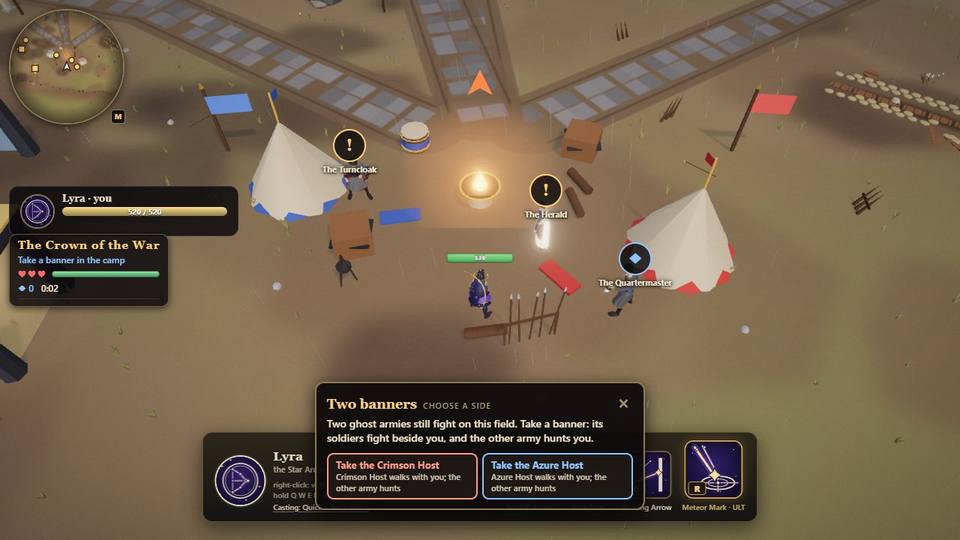 M
!
The Turncloak
!
The Herald
The Quartermaster
Lyra · you
520 / 520
The Crown of the War
Take a banner in the camp
0 0:02
520
Two banners CHOOSE A SIDE
Two ghost armies still fight on this field. Take a banner: its
soldiers fight beside you, and the other army hunts you.
Take the Crimson Host
Crimson Host walks with you; the
other army hunts
Take the Azure Host
Azure Host walks with you; the
other army hunts
Lyra
the Star
right-click:
hold Q W E
Casting:
R
Arrow
Meteor Mark · ULT